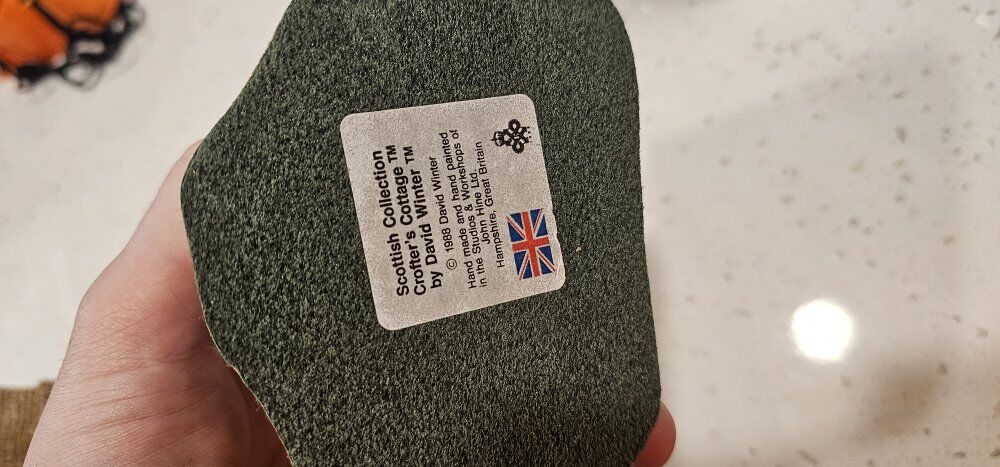 Scottish Collection
Crofter's Cottage ™
by David Winter ™
© 1988 David Winter
Hand made and hand painted
in the Studios & Workshops of
John Hine Ltd.
Hampshire, Great Britain